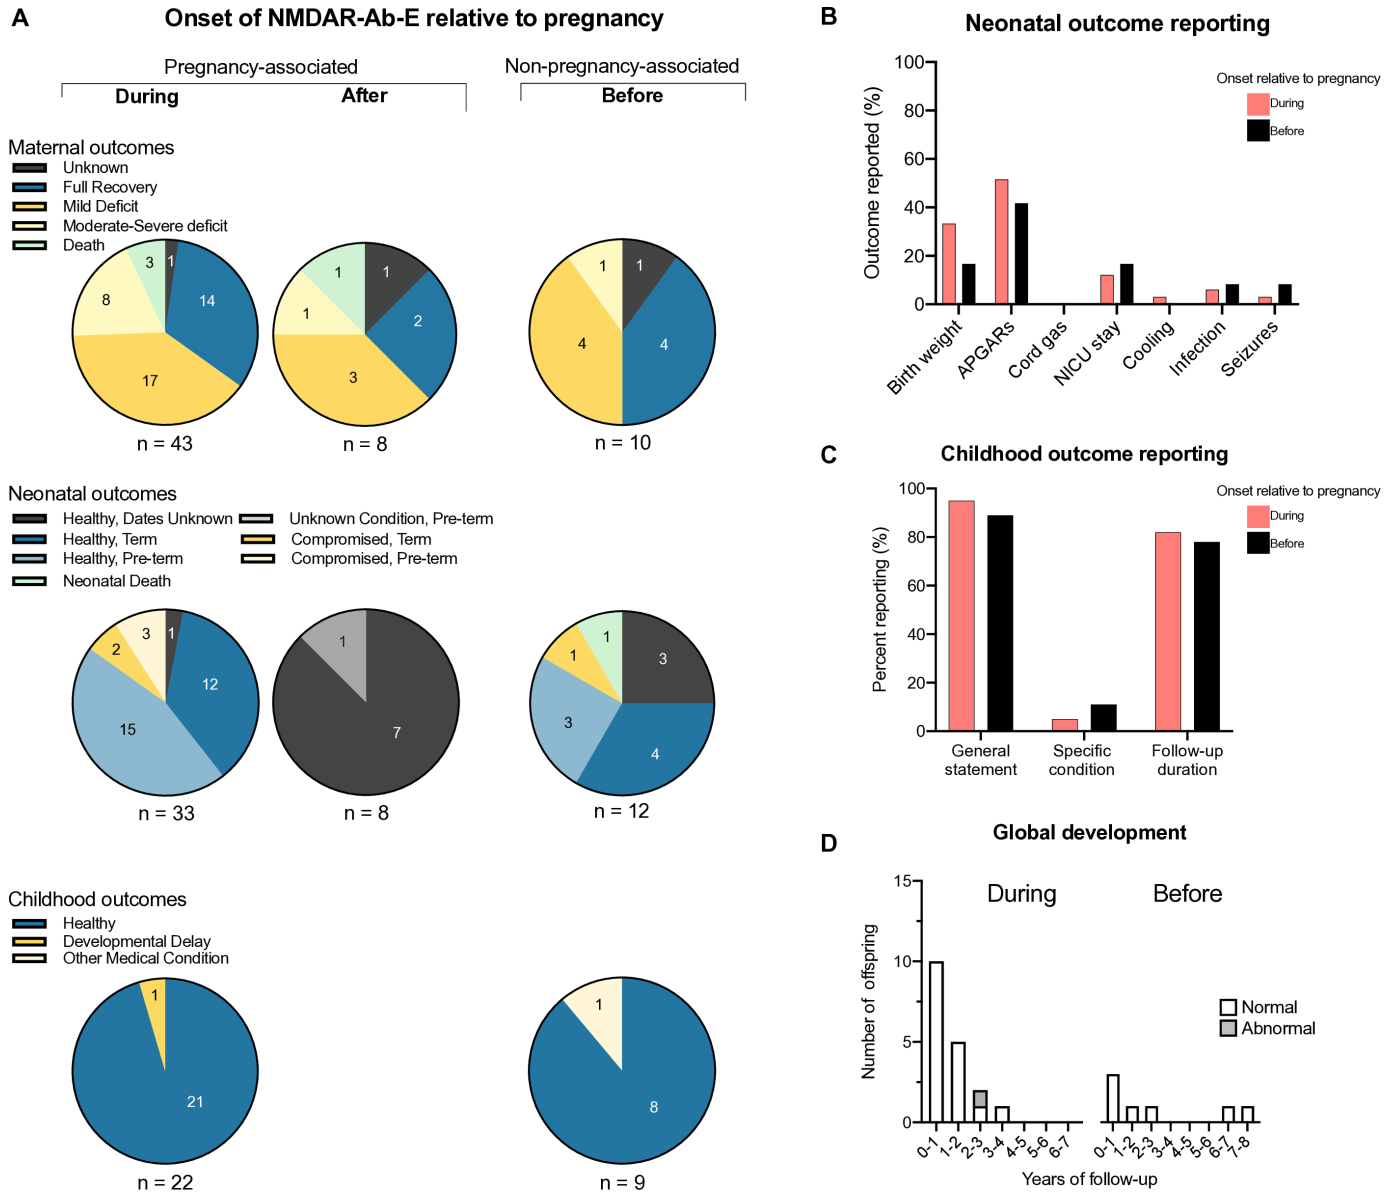 A
Onset of NMDAR-Ab-E relative to pregnancy
Pregnancy-associated
Non-pregnancy-associated
During
After
Before
Maternal outcomes
Unknown
Full Recovery
Mild Deficit
Moderate-Severe deficit
Death
3
1
14
8
17
n = 43
1
1
2
1
3
n = 8
1
1
4
4
n = 10
Neonatal outcomes
Healthy, Dates Unknown
Unknown Condition, Pre-term
Healthy, Term
Compromised, Term
Healthy, Pre-term
Compromised, Pre-term
Neonatal Death
3
1
2
12
15
n = 33
1
7
n = 8
1
1
3
3
4
n = 12
Childhood outcomes
Healthy
Developmental Delay
Other Medical Condition
1
21
n = 22
1
8
n = 9
B
Neonatal outcome reporting
Onset relative to pregnancy
During
Before
Outcome reported (%)
100
80
60
40
20
0
Birth weight
APGARs
Cord gas
NICU stay
Cooling
Infection
Seizures
C
Childhood outcome reporting
Onset relative to pregnancy
During
Before
Percent reporting (%)
100
80
60
40
20
0
General statement
Specific condition
Follow-up duration
D
Global development
During
Before
Number of offspring
15
10
5
0
Normal
Abnormal
0-1
1-2
2-3
3-4
4-5
5-6
6-7
0-1
1-2
2-3
3-4
4-5
5-6
6-7
7-8
Years of follow-up